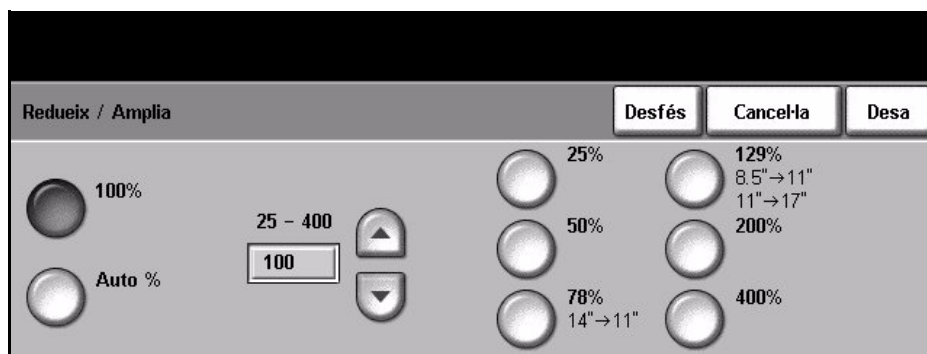 Redueix / Amplia
Desfés
Cancel·la
Desa
100%
Auto %
25 - 400
100
25%
50%
78%
14"→11"
129%
8.5"→11"
11"→17"
200%
400%